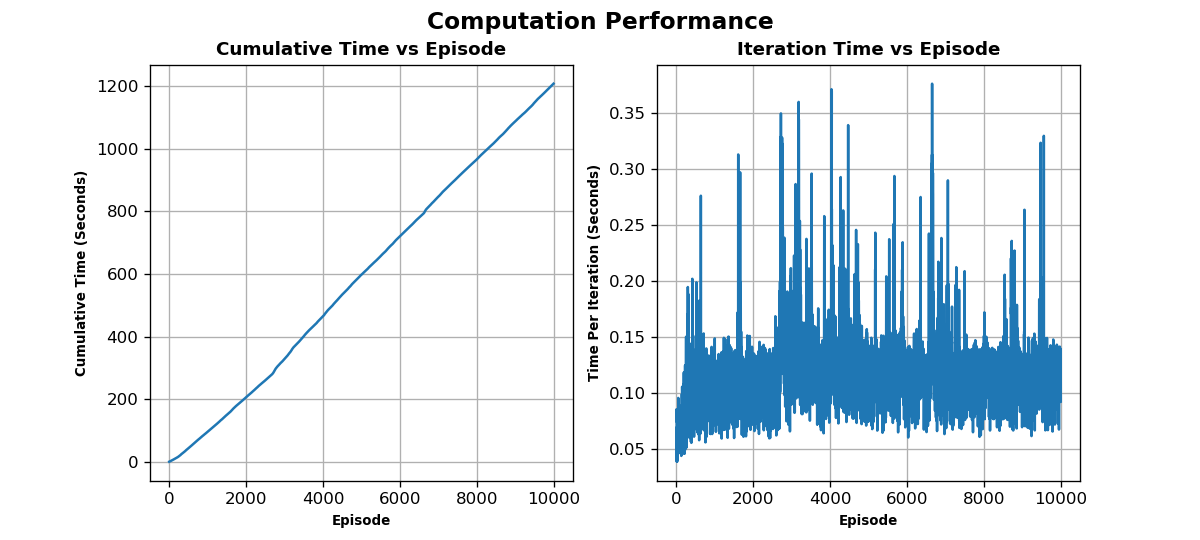 Computation Performance
Cumulative Time vs Episode
Cumulative Time (Seconds)
1200
1000
800
600
400
200
0
0 2000 4000 6000 8000 10000
Episode
Iteration Time vs Episode
Time Per Iteration (Seconds)
0.35
0.30
0.25
0.20
0.15
0.10
0.05
0 2000 4000 6000 8000 10000
Episode